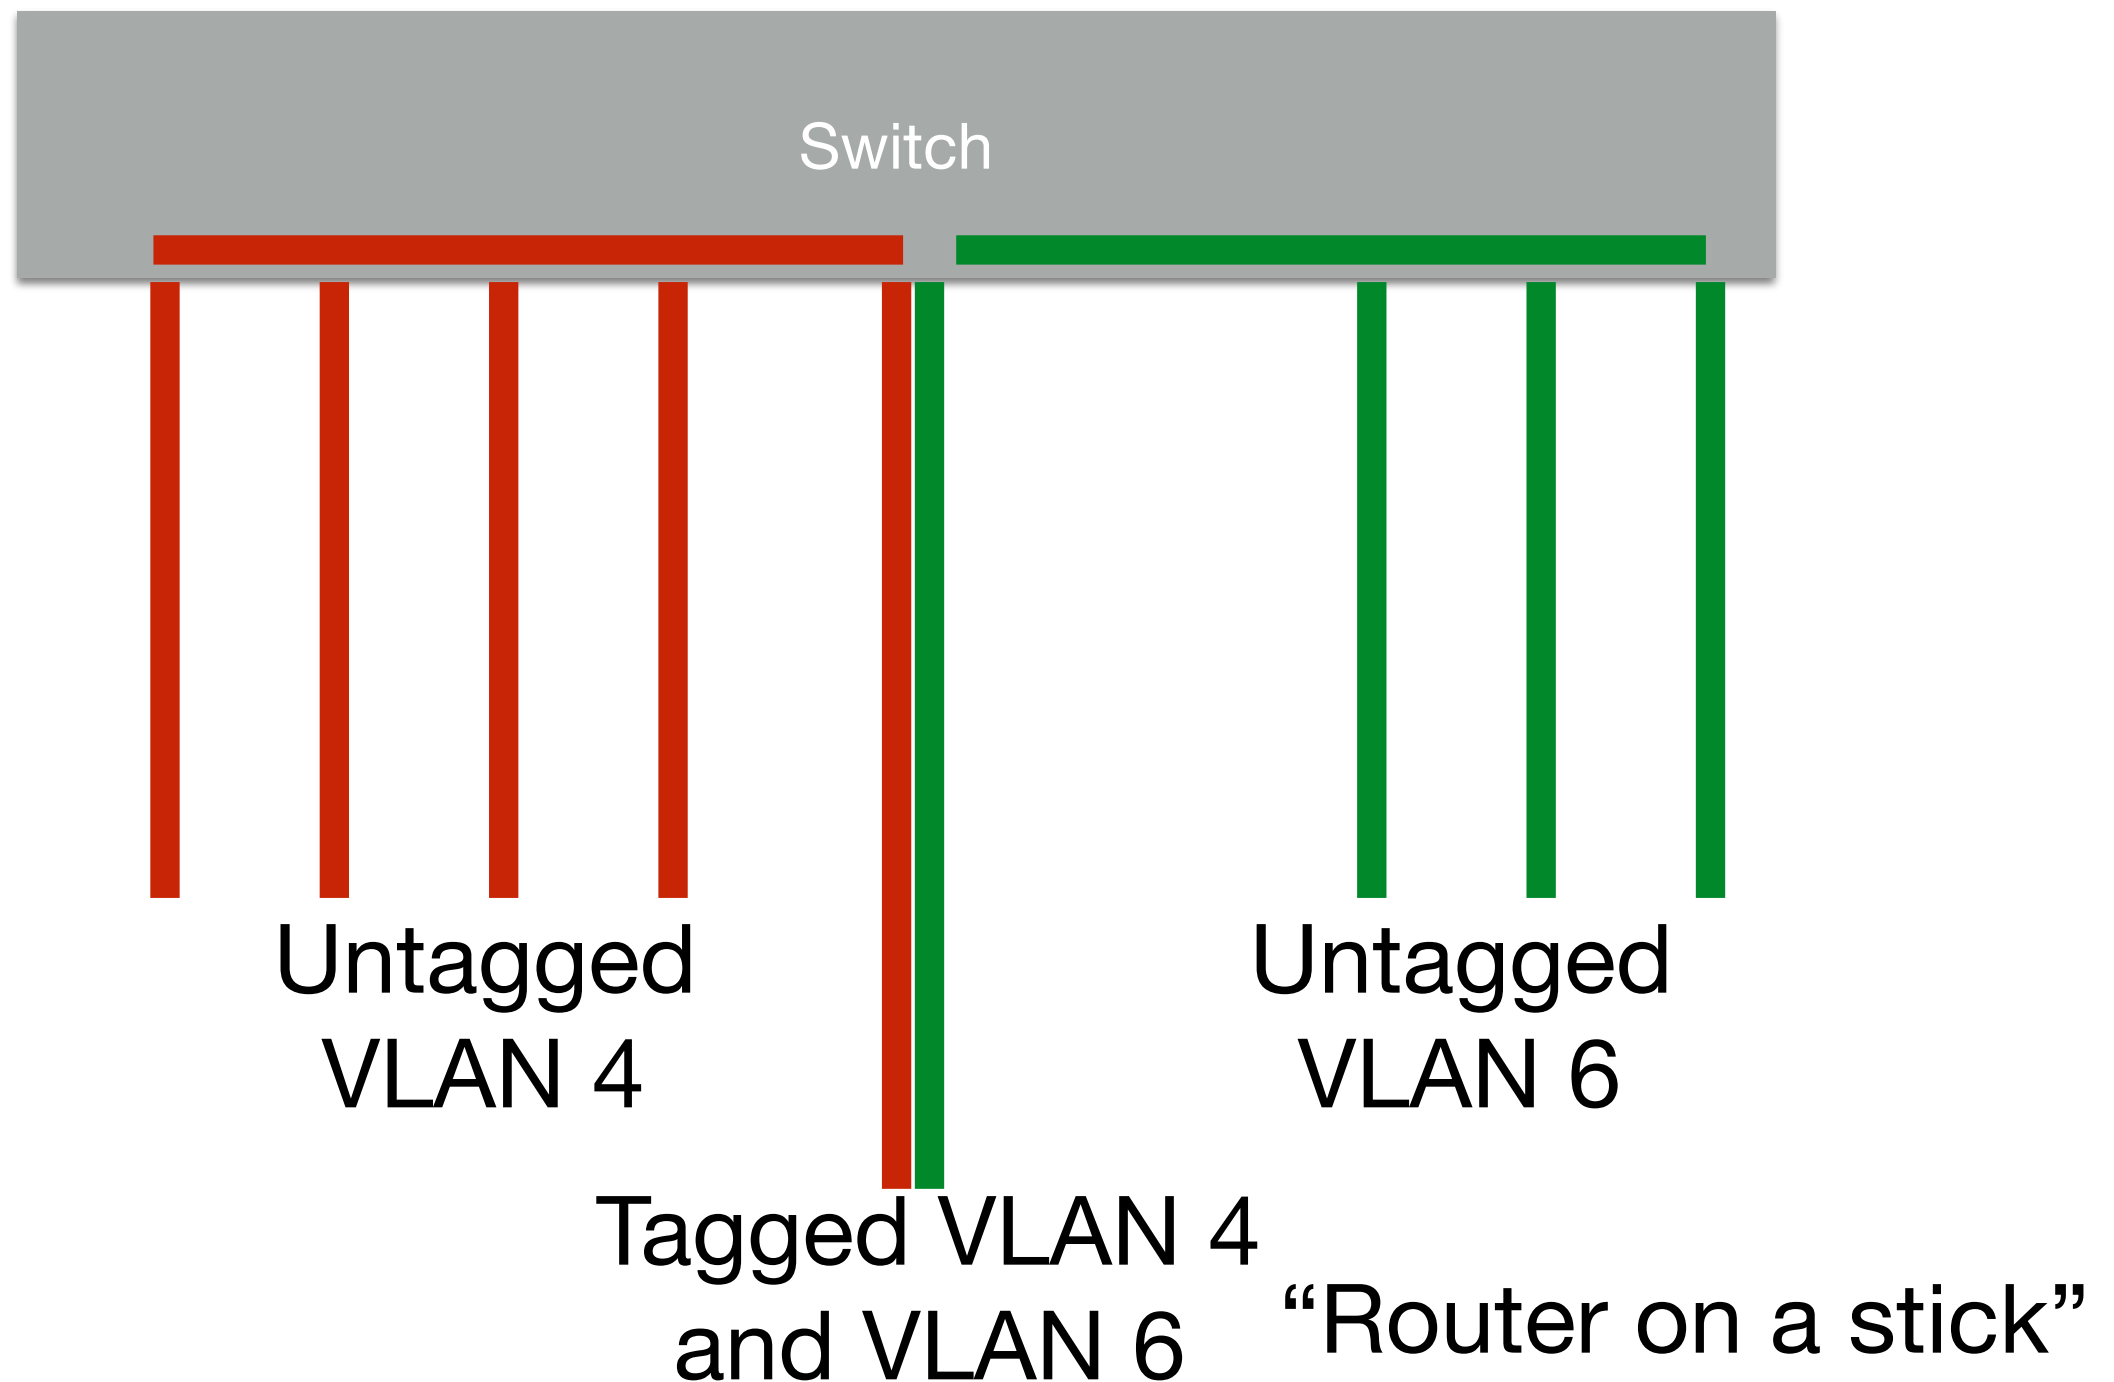 Switch
Untagged
VLAN 4
Untagged
VLAN 6
Tagged VLAN 4
and VLAN 6
“Router on a stick”